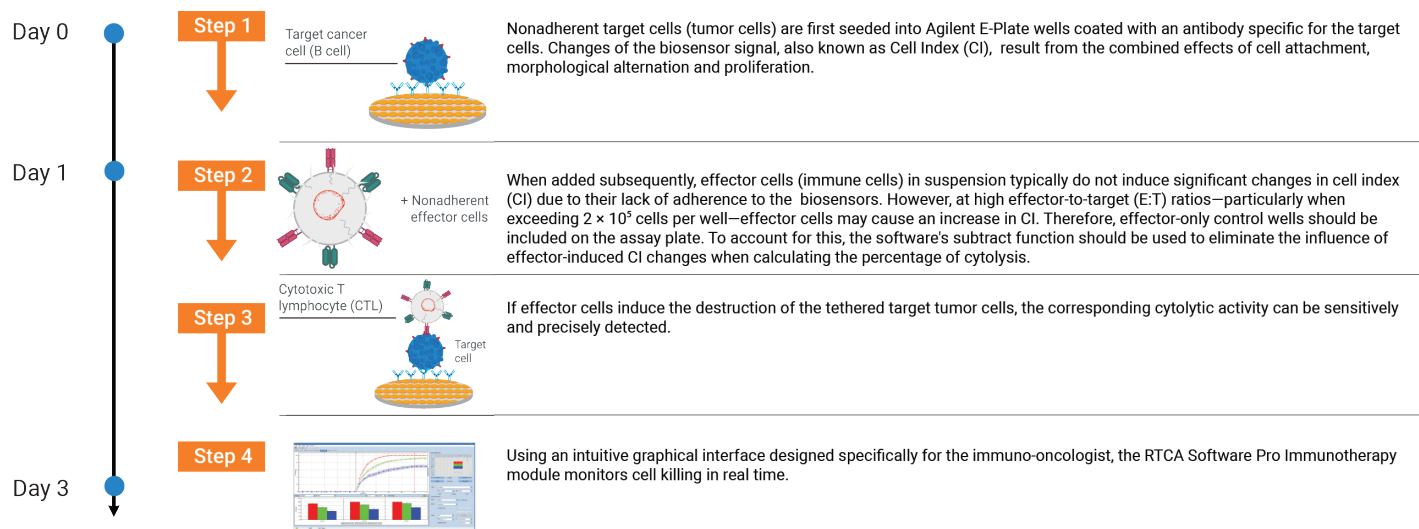 Day 0
Step 1
Target cancer
cell (B cell)
Nonadherent target cells (tumor cells) are first seeded into Agilent E-Plate wells coated with an antibody specific for the target
cells. Changes of the biosensor signal, also known as Cell Index (CI), result from the combined effects of cell attachment,
morphological alternation and proliferation.
Day 1
Step 2
+ Nonadherent
effector cells
When added subsequently, effector cells (immune cells) in suspension typically do not induce significant changes in cell index
(CI) due to their lack of adherence to the biosensors. However, at high effector-to-target (E:T) ratios—particularly when
exceeding 2 × 10⁵ cells per well—effector cells may cause an increase in CI. Therefore, effector-only control wells should be
included on the assay plate. To account for this, the software's subtract function should be used to eliminate the influence of
effector-induced CI changes when calculating the percentage of cytolysis.
Step 3
Cytotoxic T
lymphocyte (CTL)
Target
cell
If effector cells induce the destruction of the tethered target tumor cells, the corresponding cytolytic activity can be sensitively
and precisely detected.
Step 4
Day 3
Using an intuitive graphical interface designed specifically for the immuno-oncologist, the RTCA Software Pro Immunotherapy
module monitors cell killing in real time.